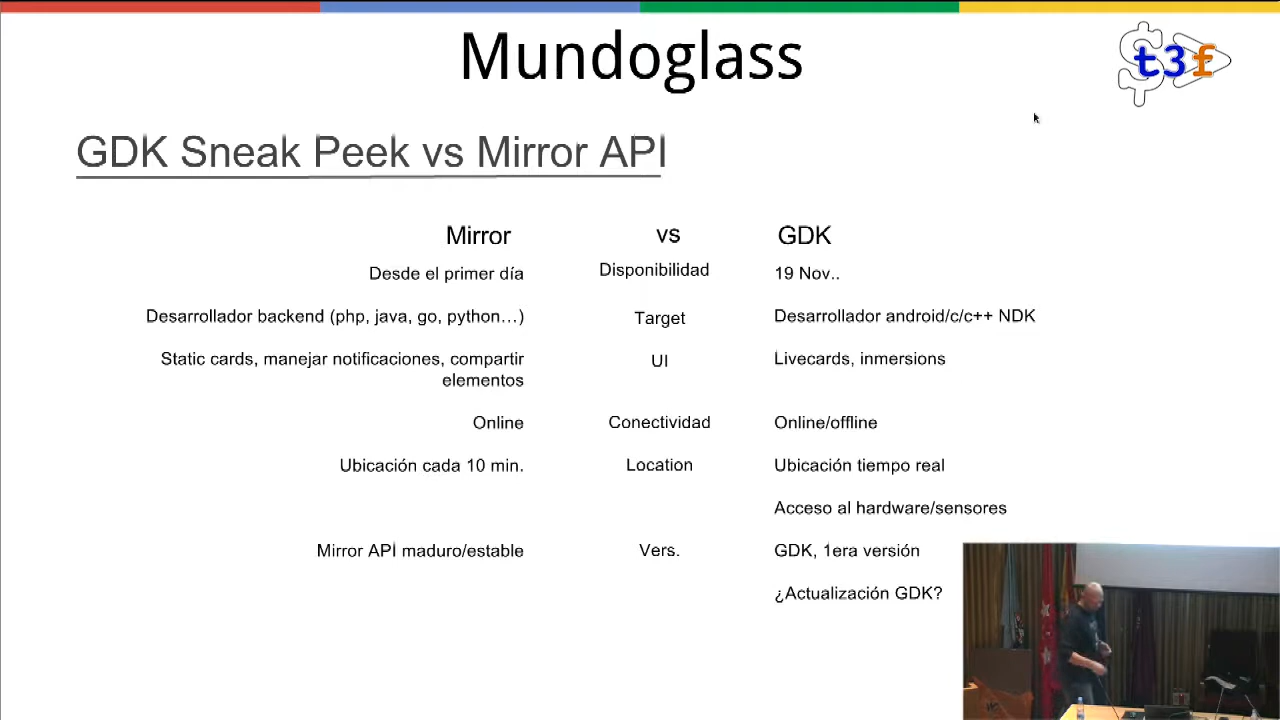 Mundoglass
t3f
GDK Sneak Peek vs Mirror API
Mirror vs GDK
Desde el primer día Disponibilidad 19 Nov..
Desarrollador backend (php, java, go, python…) Target Desarrollador android/c/c++ NDK
Static cards, manejar notificaciones, compartir UI Livecards, inmersions
elementos
Online Conectividad Online/offline
Ubicación cada 10 min. Location Ubicación tiempo real
Acceso al hardware/sensores
Mirror API maduro/estable Vers. GDK, 1era versión
¿Actualización GDK?